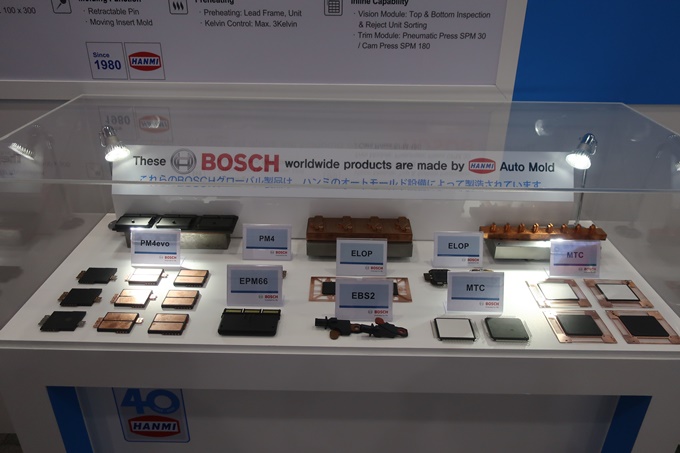 100 x 300
Molding Function
- Retractable Pin
- Moving Insert Mold
Preheating
- Preheating: Lead Frame, Unit
- Kelvin Control: Max. 3Kelvin
Inline Capability
- Vision Module: Top & Bottom Inspection
& Reject Unit Sorting
- Trim Module: Pneumatic Press SPM 30
/ Cam Press SPM 180
Since
1980 HANMI
These BOSCH worldwide products are made by HANMI Auto Mold
これらのBOSCHグローバル製品は、ハンミのオートモールド設備によって製造されています。
PM4evo
PM4
ELOP
ELOP
MTC
EPM66
EBS2
MTC
40
HANMI